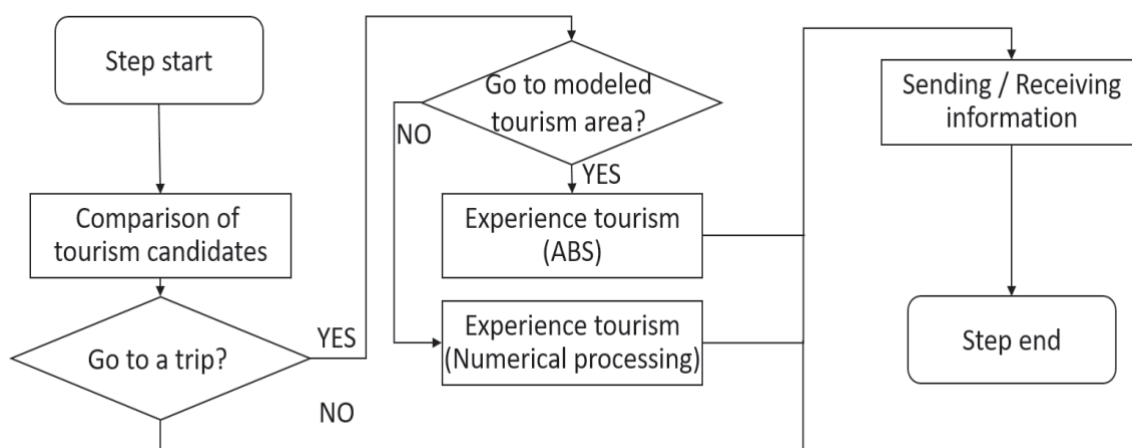 Step start
Comparison of
tourism candidates
Go to a trip?
YES
NO
Go to modeled
tourism area?
NO
YES
Experience tourism
(ABS)
Experience tourism
(Numerical processing)
Sending / Receiving
information
Step end